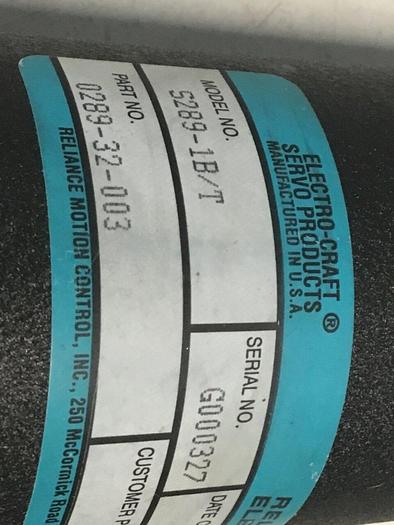 ELECTRO-CRAFT ®
SERVO PRODUCTS
MANUFACTURED IN U.S.A.
MODEL NO.
S289-1B/T
SERIAL NO.
G000327
PART NO.
0289-32-003
CUSTOMER P
RELIANCE MOTION CONTROL, INC., 250 McCormick Road